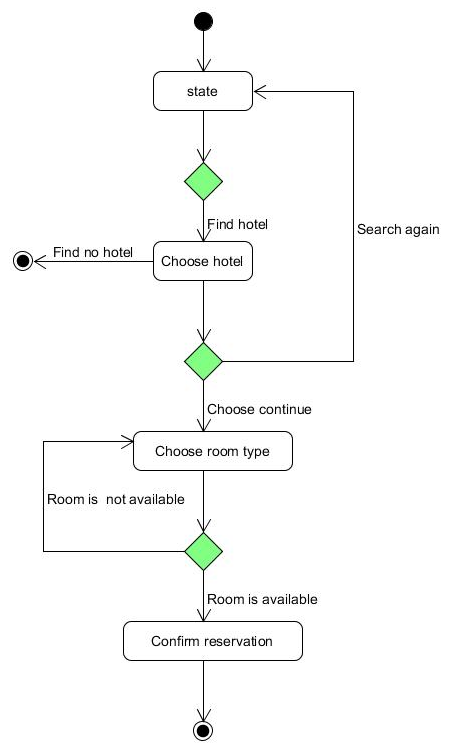 state
Find hotel
Search again
Find no hotel
Choose hotel
Choose continue
Choose room type
Room is  not available
Room is available
Confirm reservation